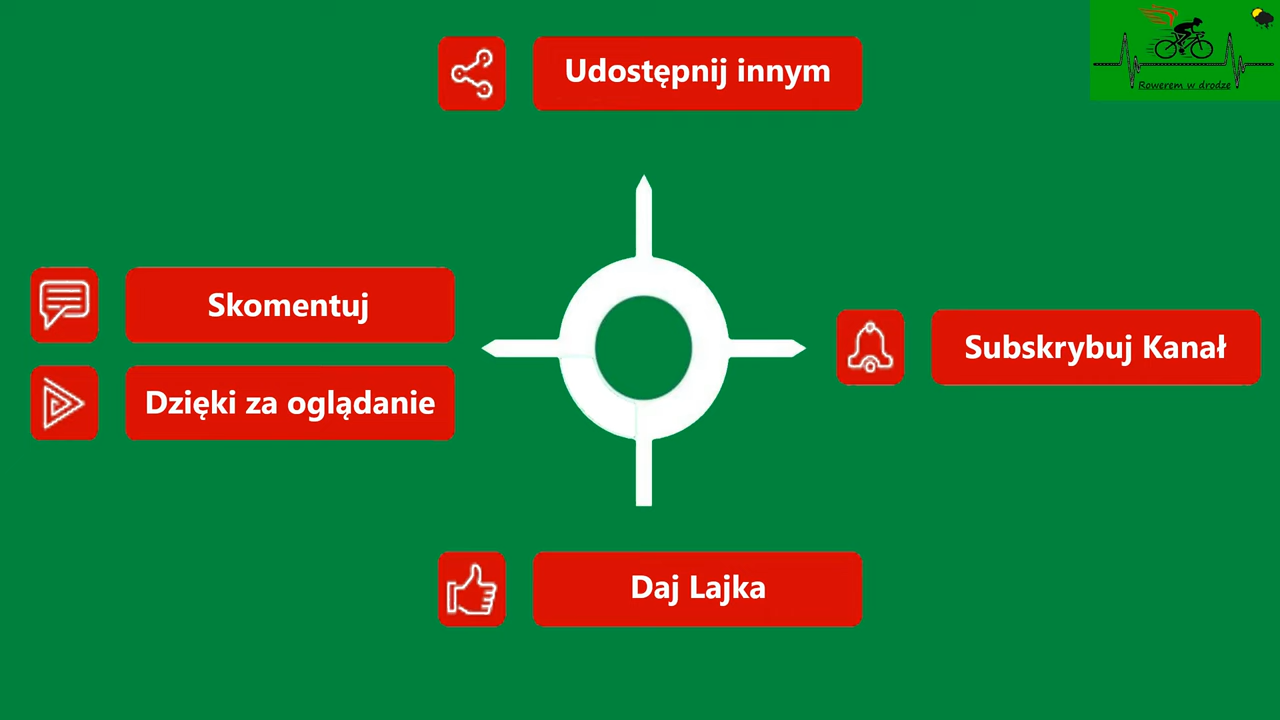 Udostępnij innym
Rowerem w drodze
Skomentuj
Subskrybuj Kanał
Dzięki za oglądanie
Daj Lajka